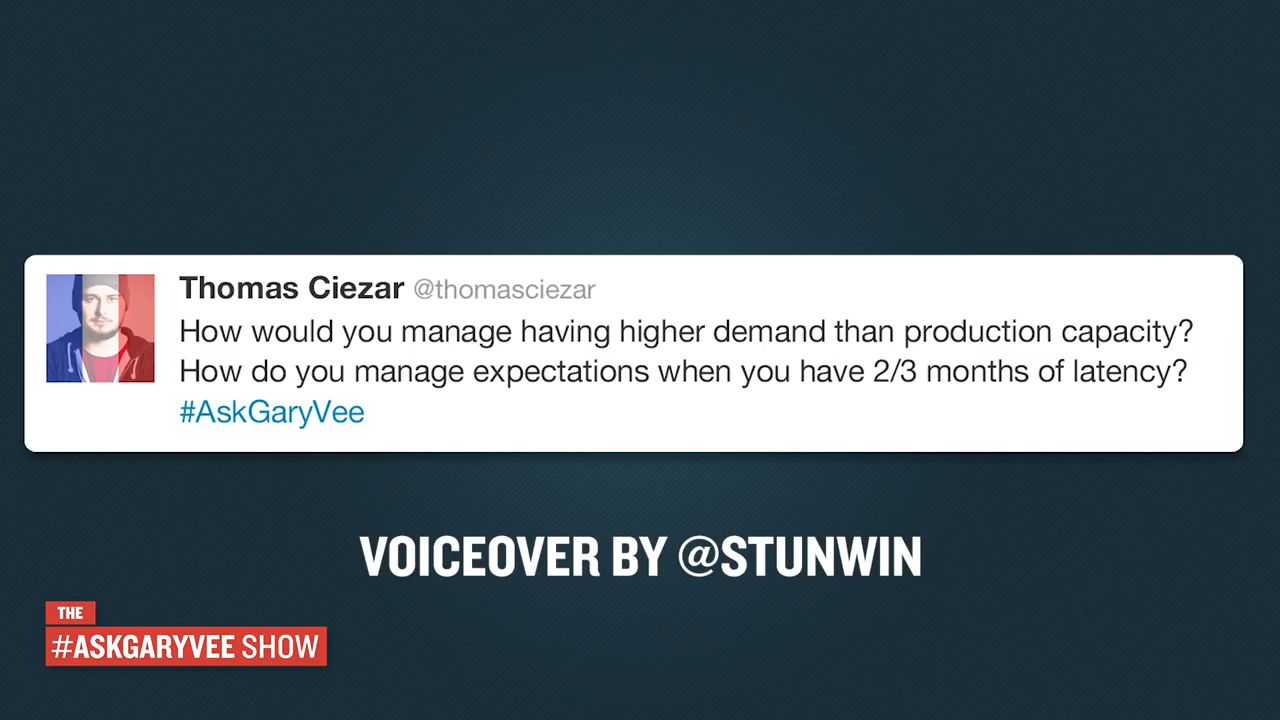 Thomas Ciezar @thomasciezar
How would you manage having higher demand than production capacity?
How do you manage expectations when you have 2/3 months of latency?
#AskGaryVee
VOICEOVER BY @STUNWIN
THE
#ASKGARYVEE SHOW